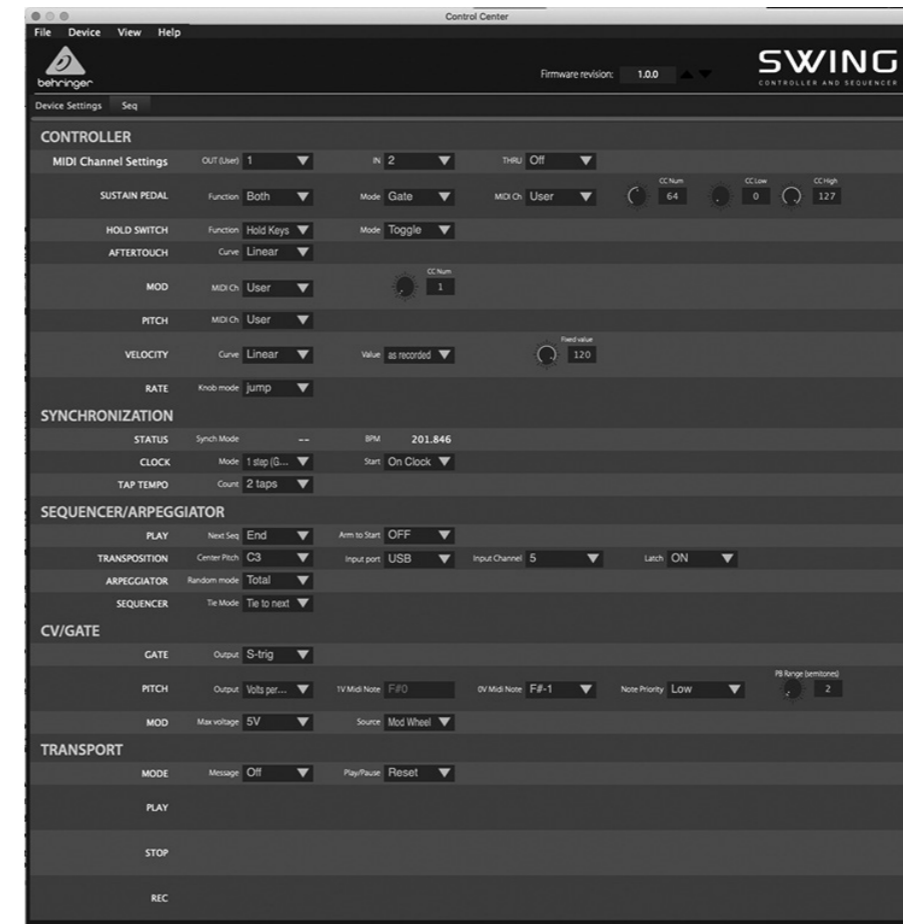 Control Center
File Device View Help
behringer
Firmware revision: 1.0.0
SWING
CONTROLLER AND SEQUENCER
Device Settings Seq
CONTROLLER
MIDI Channel Settings OUT (User) 1 IN 2 THRU Off
CC Num CC Low CC High
SUSTAIN PEDAL Function Both Mode Gate MIDI Ch User 64 0 127
HOLD SWITCH Function Hold Keys Mode Toggle
AFTERTOUCH Curve Linear
CC Num
MOD MIDI Ch User 1
PITCH MIDI Ch User
Fixed value
VELOCITY Curve Linear Value as recorded 120
RATE Knob mode jump
SYNCHRONIZATION
STATUS Synch Mode -- BPM 201.846
CLOCK Mode 1 step (G... Start On Clock
TAP TEMPO Count 2 taps
SEQUENCER/ARPEGGIATOR
PLAY Next Seq End Arm to Start OFF
TRANSPOSITION Center Pitch C3 Input port USB Input Channel 5 Latch ON
ARPEGGIATOR Random mode Total
SEQUENCER Tie Mode Tie to next
CV/GATE
GATE Output S-trig
PB Range (semitones)
PITCH Output Volts per... 1V Midi Note F#0 0V Midi Note F#-1 Note Priority Low 2
MOD Max voltage 5V Source Mod Wheel
TRANSPORT
MODE Message Off Play/Pause Reset
PLAY
STOP
REC